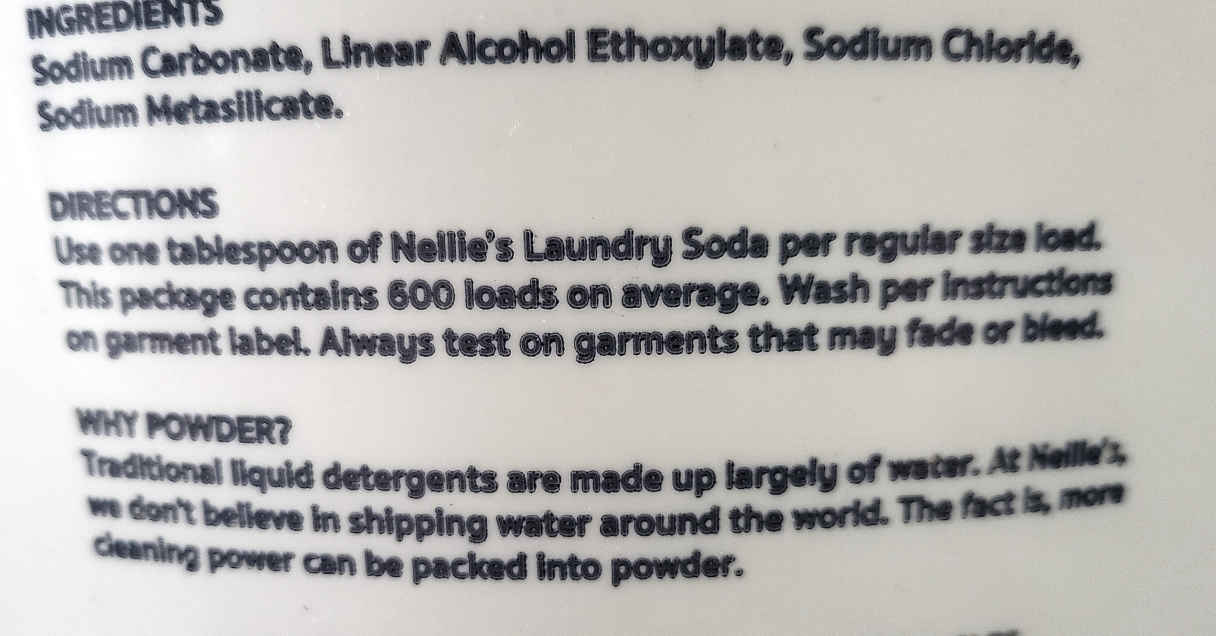 INGREDIENTS
Sodium Carbonate, Linear Alcohol Ethoxylate, Sodium Chloride,
Sodium Metasilicate.
DIRECTIONS
Use one tablespoon of Nellie's Laundry Soda per regular size load.
This package contains 600 loads on average. Wash per instructions
on garment label. Always test on garments that may fade or bleed.
WHY POWDER?
Traditional liquid detergents are made up largely of water. At Nellie's,
we don't believe in shipping water around the world. The fact is, more
cleaning power can be packed into powder.